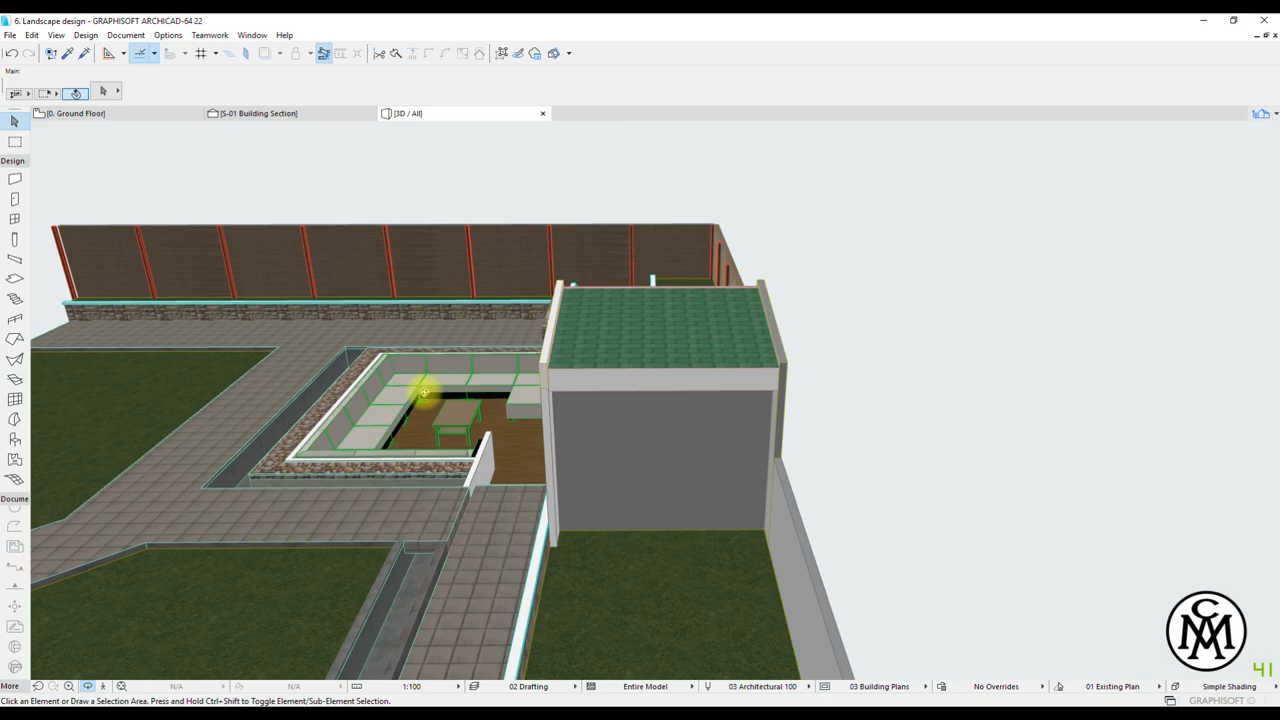 6. Landscape design - GRAPHISOFT ARCHICAD-64 22
File Edit View Design Document Options Teamwork Window Help
Main:
[0. Ground Floor] [S-01 Building Section] [3D / All]
Design
Docume
More N/A N/A 1:100 02 Drafting Entire Model 03 Architectural 100 03 Building Plans No Overrides 01 Existing Plan Simple Shading
Click an Element or Draw a Selection Area. Press and Hold Ctrl+Shift to Toggle Element/Sub-Element Selection.
GRAPHISOFT ID
41